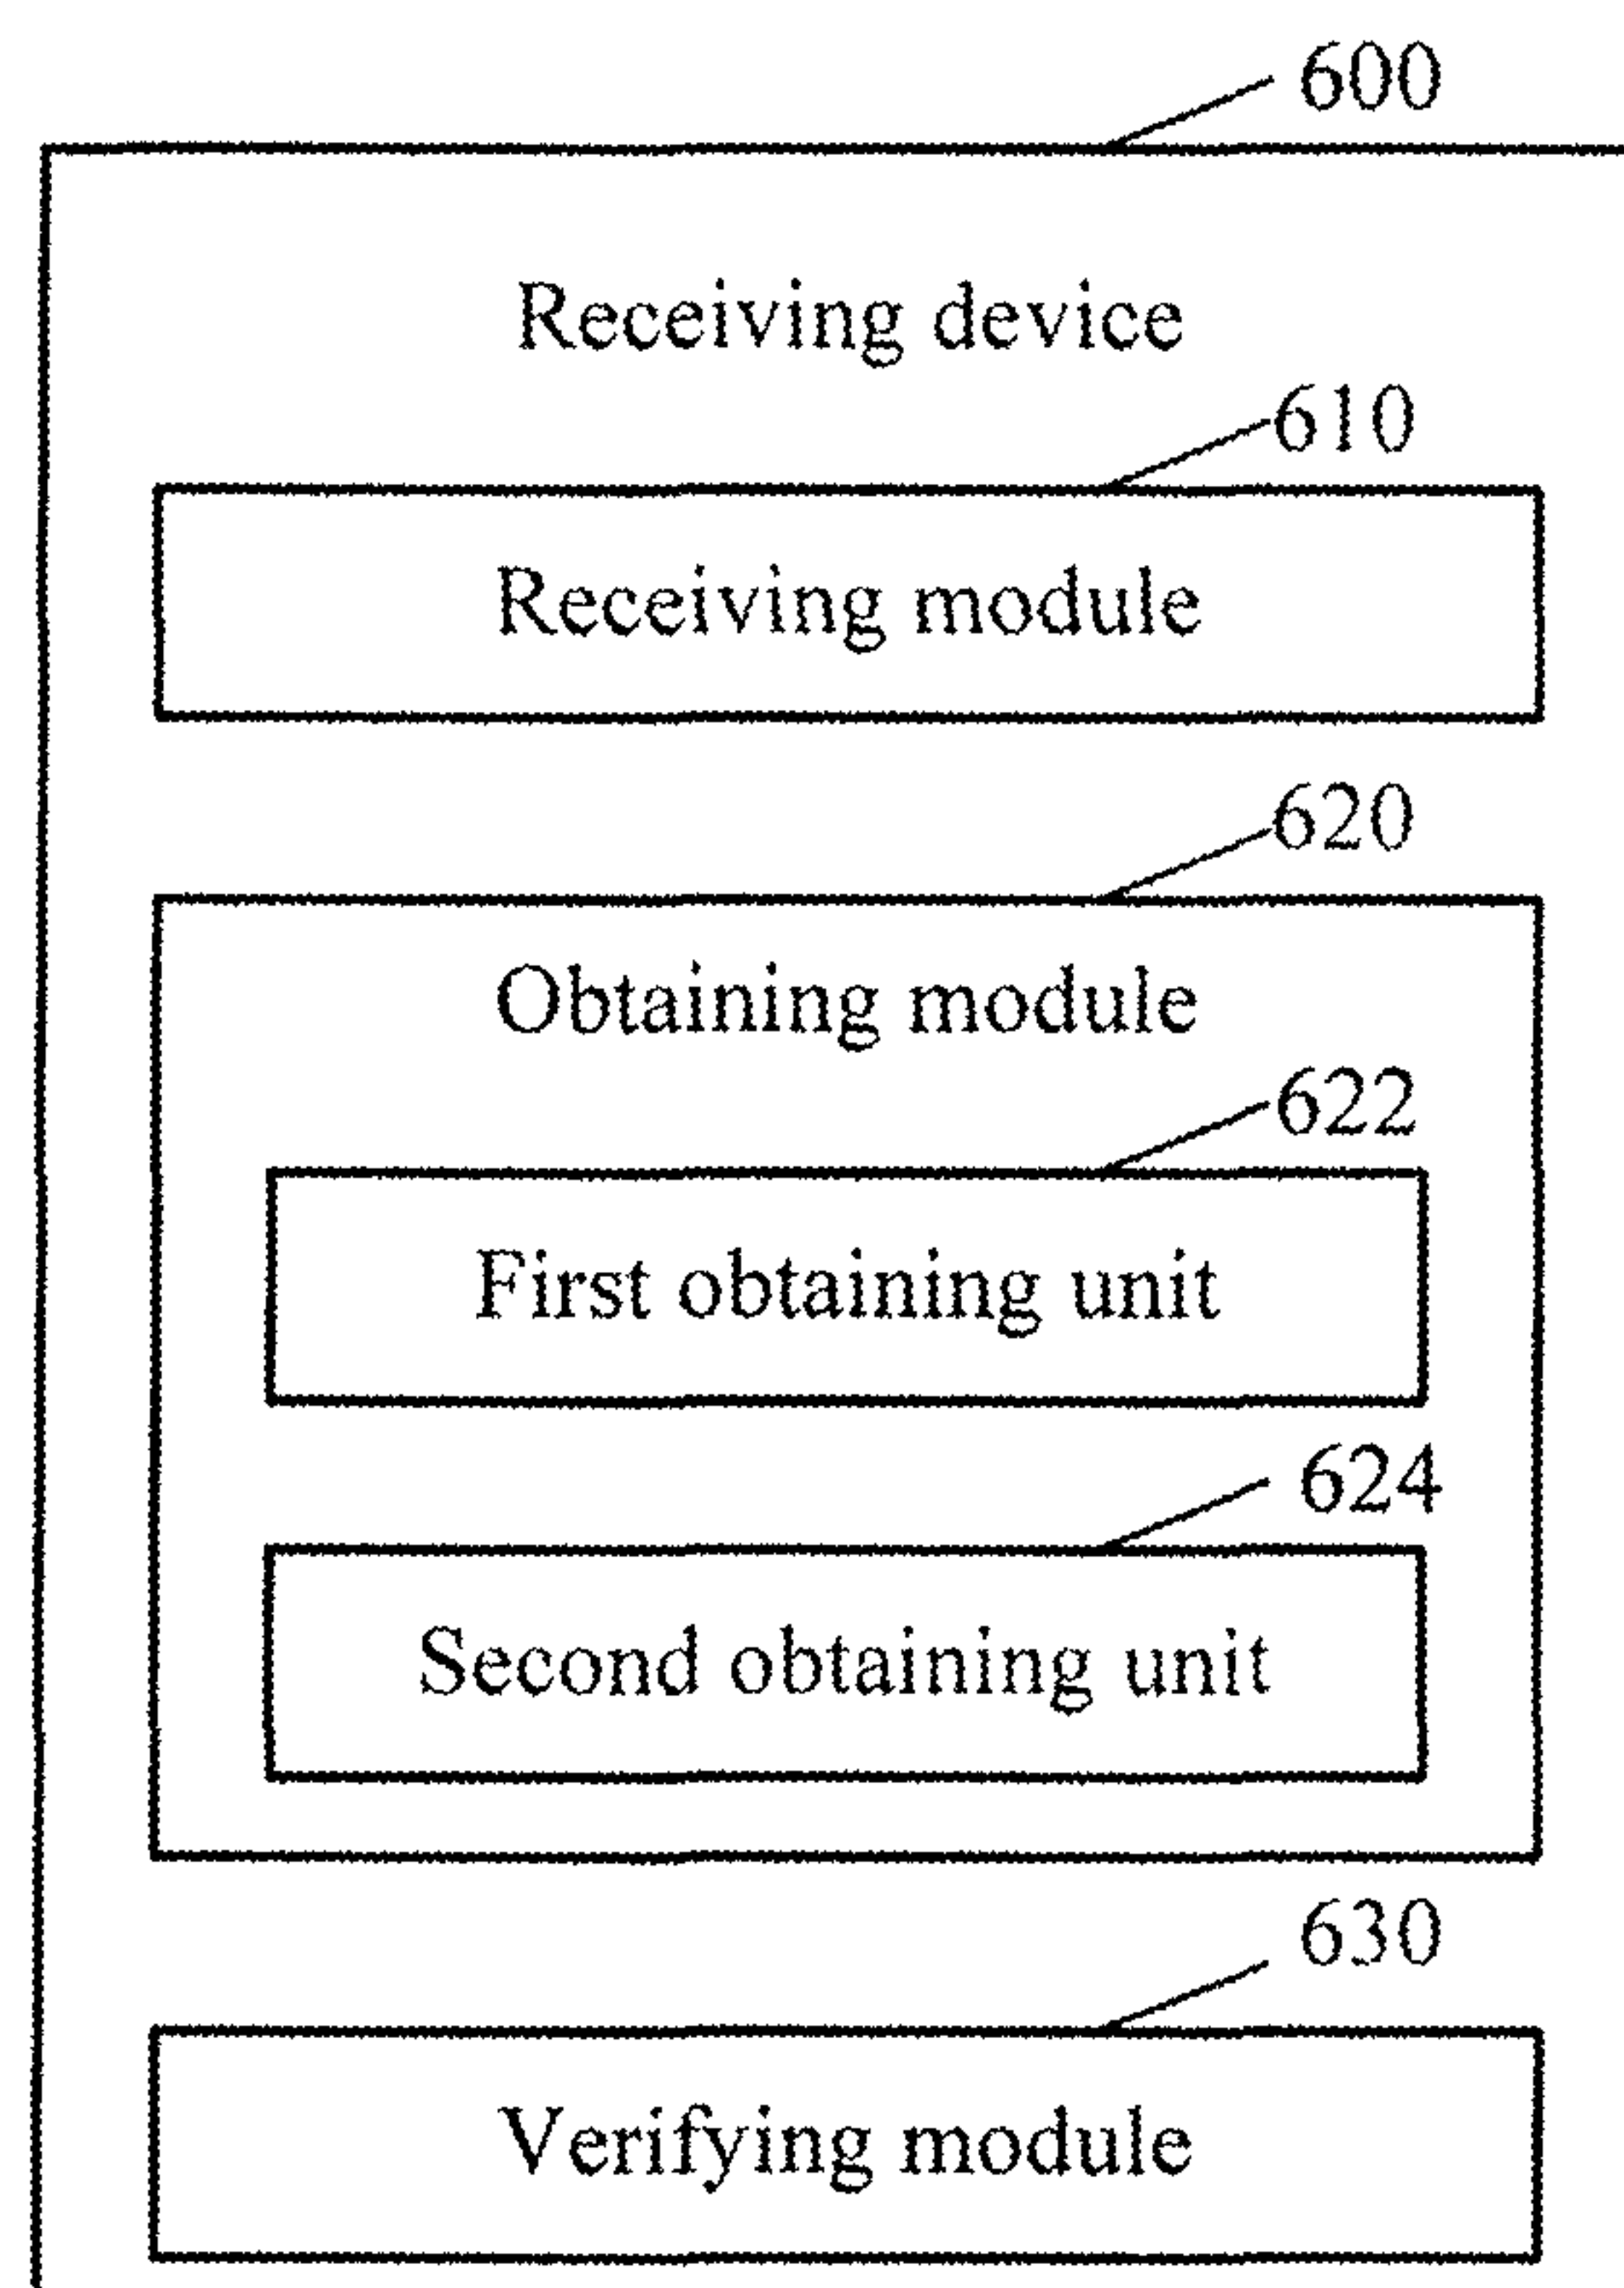 600
Receiving device
610
Receiving module
620
Obtaining module
622
First obtaining unit
624
Second obtaining unit
630
Verifying module